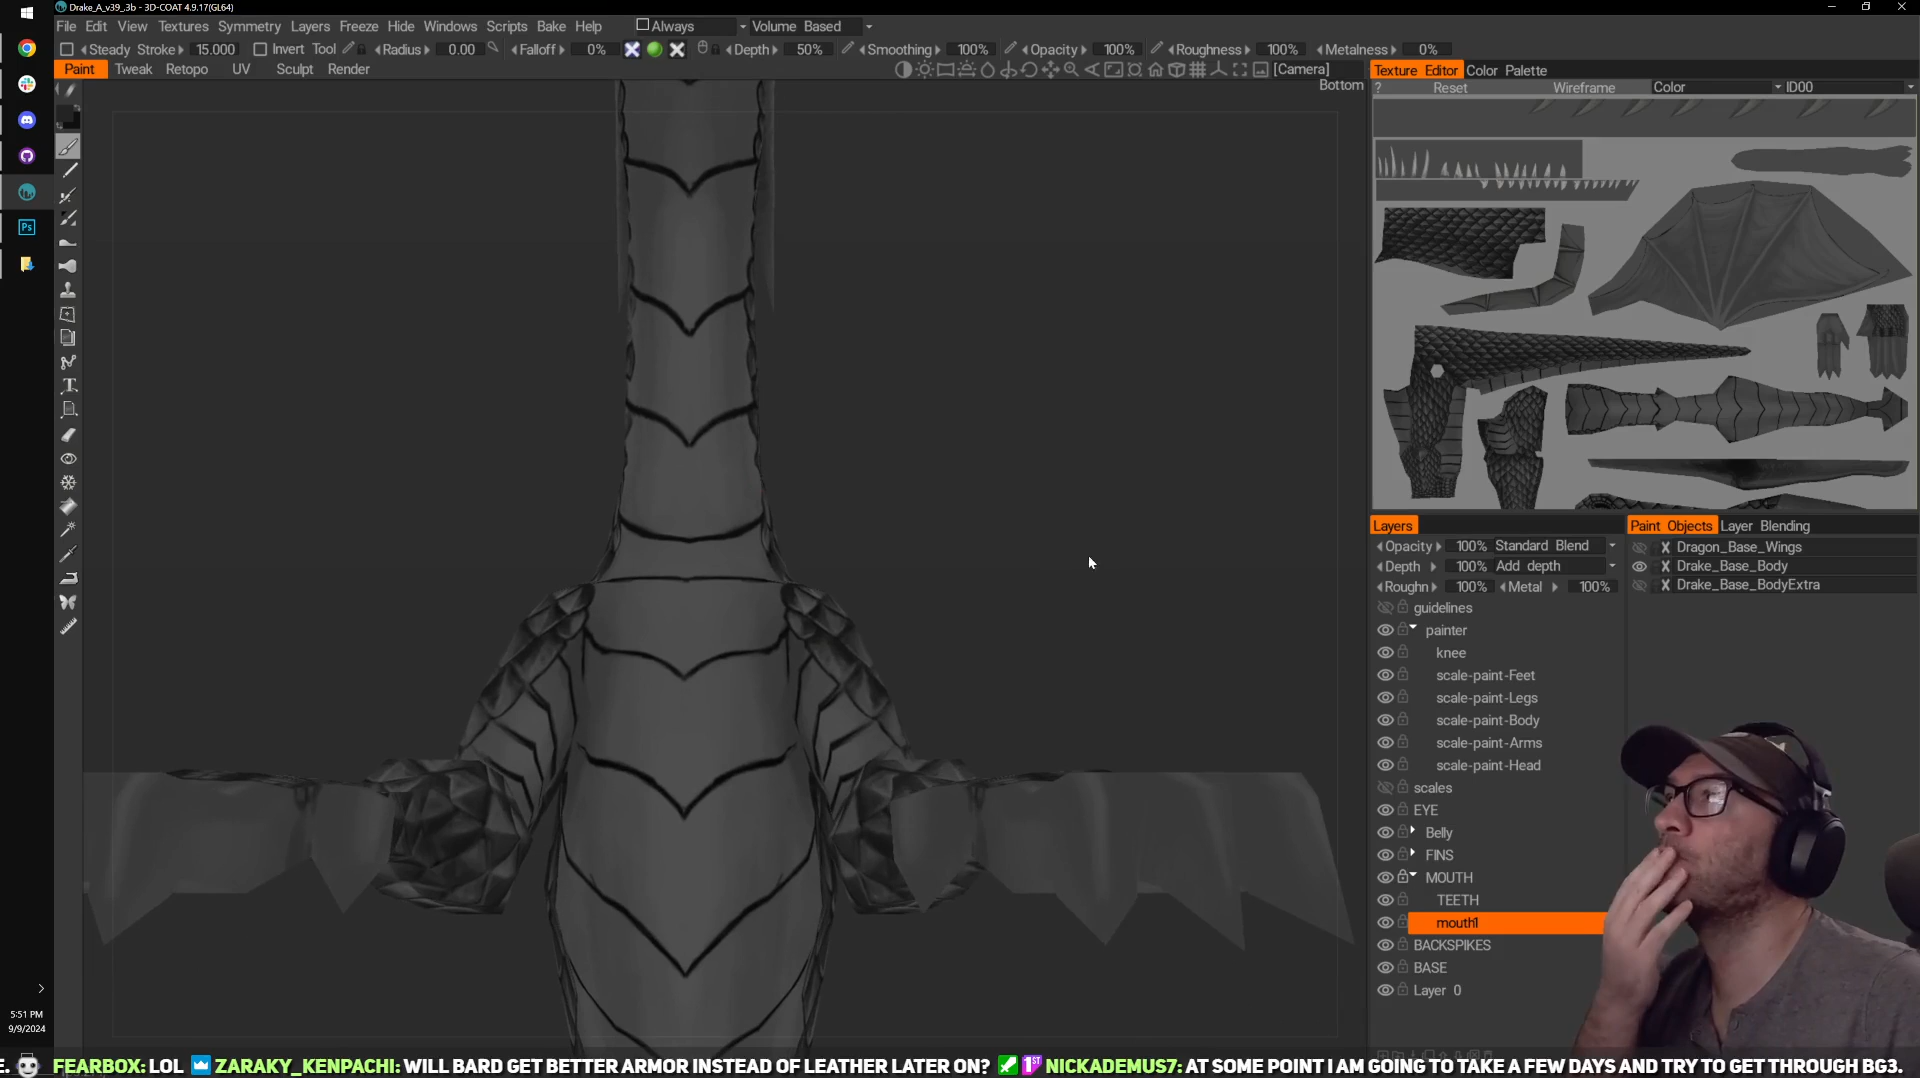 Drake_A_v39_.3b - 3D-COAT 4.9.17(GL64)
File Edit View Textures Symmetry Layers Freeze Hide Windows Scripts Bake Help Always Volume Based
Steady Stroke 15.000 Invert Tool Radius 0.00 Falloff 0% Depth 50% Smoothing 100% Opacity 100% Roughness 100% Metalness 0%
Paint Tweak Retopo UV Sculpt Render [Camera]
Bottom
Texture Editor Color Palette
? Reset Wireframe Color ID00
Layers
Opacity 100% Standard Blend
Depth 100% Add depth
Roughn 100% Metal 100%
guidelines
painter
knee
scale-paint-Feet
scale-paint-Legs
scale-paint-Body
scale-paint-Arms
scale-paint-Head
scales
EYE
Belly
FINS
MOUTH
TEETH
mouth1
BACKSPIKES
BASE
Layer 0
Paint Objects Layer Blending
X Dragon_Base_Wings
X Drake_Base_Body
X Drake_Base_BodyExtra
Ps
5:51 PM
9/9/2024
E. FEARBOX: LOL ZARAKY_KENPACHI: WILL BARD GET BETTER ARMOR INSTEAD OF LEATHER LATER ON? 1ST NICKADEMUS7: AT SOME POINT I AM GOING TO TAKE A FEW DAYS AND TRY TO GET THROUGH BG3.